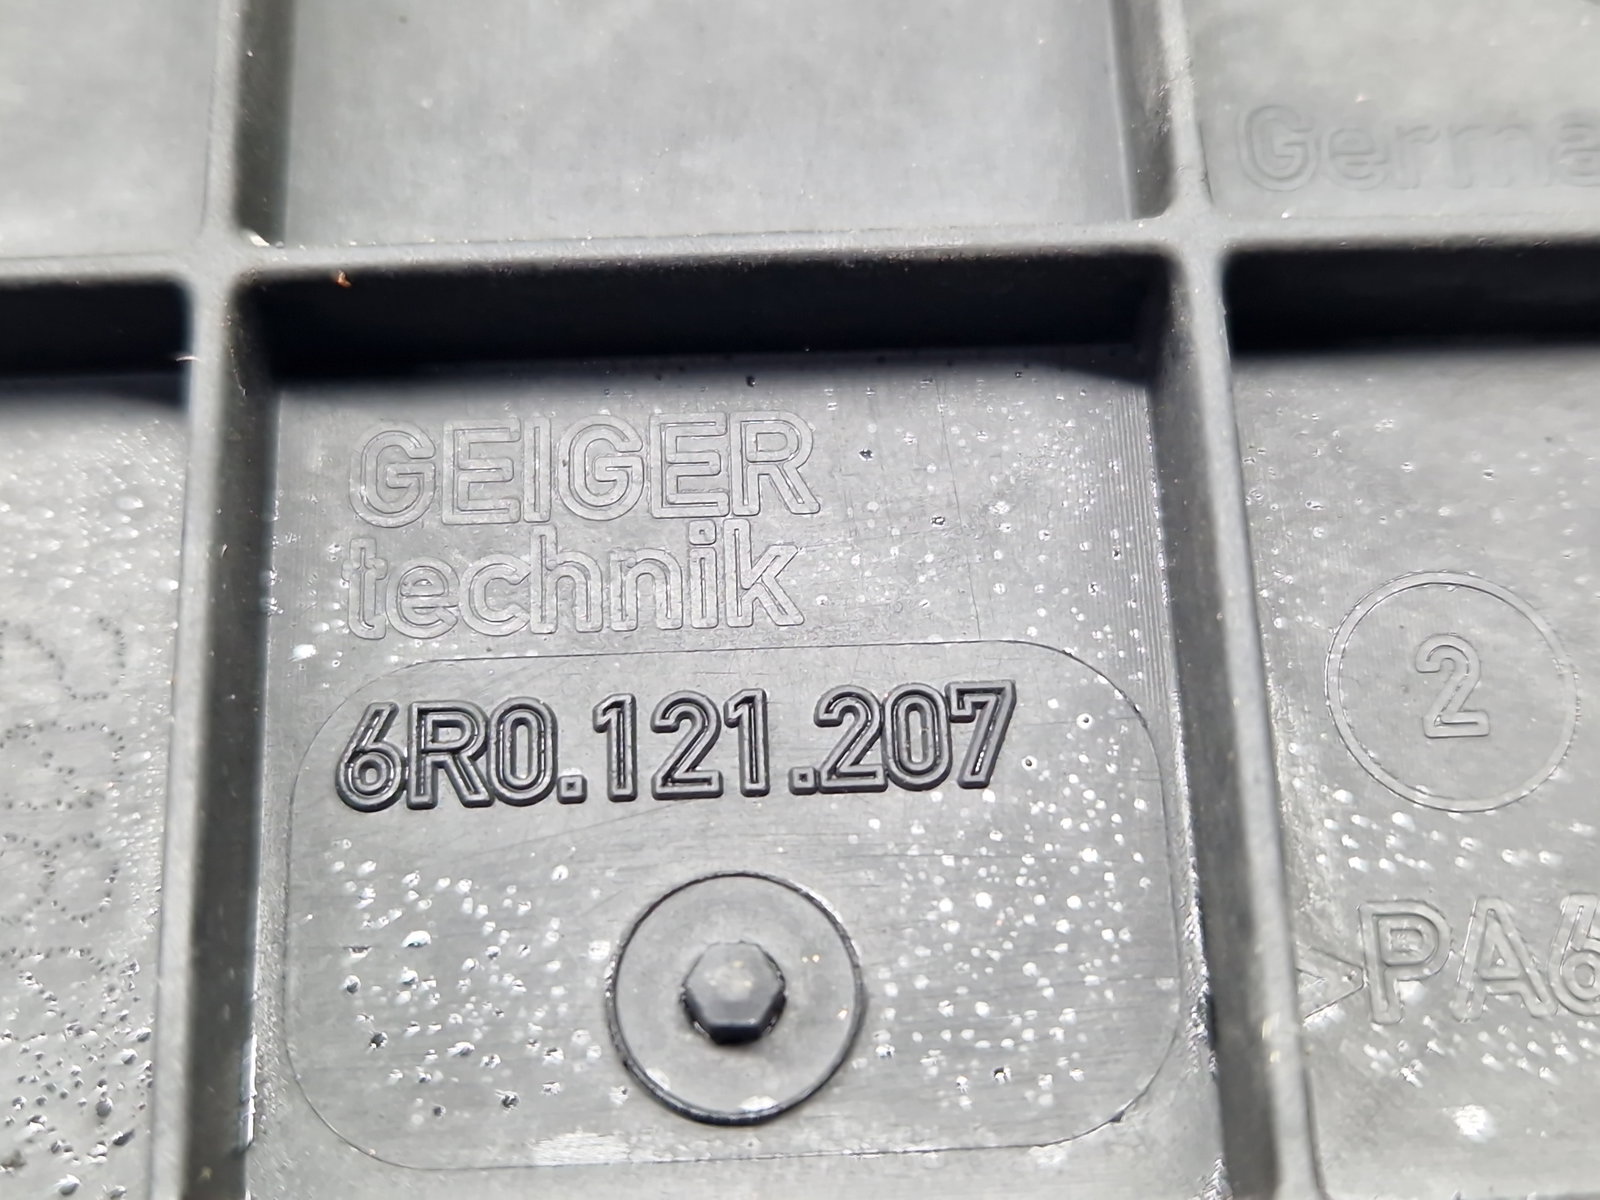 Germa
GEIGER
technik
6R0.121.207
2
>PA6